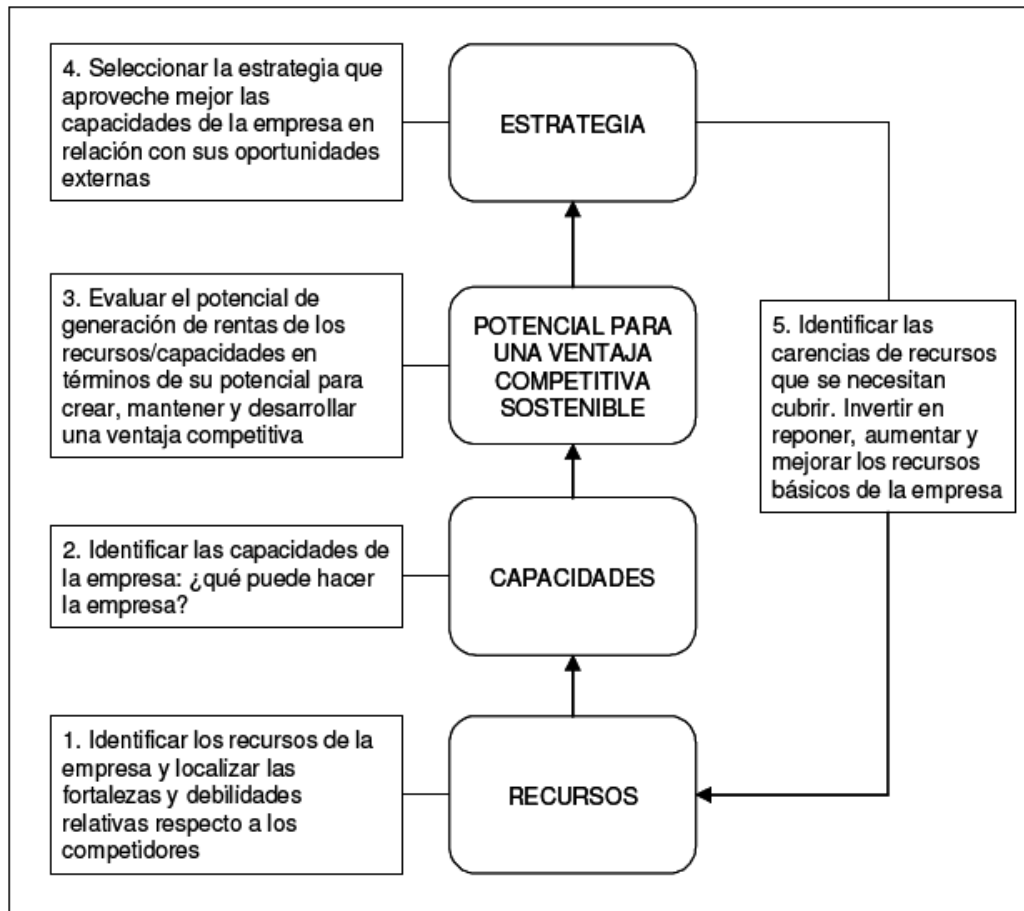 4. Seleccionar la estrategia que
aproveche mejor las
capacidades de la empresa en
relación con sus oportunidades
externas
ESTRATEGIA
3. Evaluar el potencial de
generación de rentas de los
recursos/capacidades en
términos de su potencial para
crear, mantener y desarrollar
una ventaja competitiva
POTENCIAL PARA
UNA VENTAJA
COMPETITIVA
SOSTENIBLE
5. Identificar las
carencias de recursos
que se necesitan
cubrir. Invertir en
reponer, aumentar y
mejorar los recursos
básicos de la empresa
2. Identificar las capacidades de
la empresa: ¿qué puede hacer
la empresa?
CAPACIDADES
1. Identificar los recursos de la
empresa y localizar las
fortalezas y debilidades
relativas respecto a los
competidores
RECURSOS